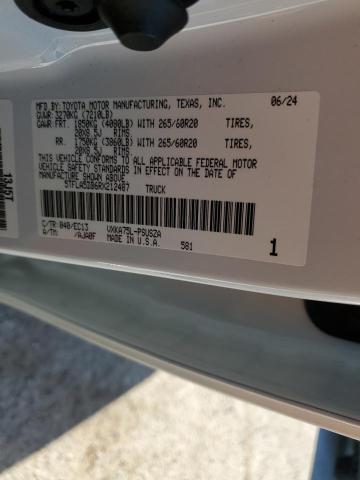 MFD. BY: TOYOTA MOTOR MANUFACTURING, TEXAS, INC. 06/24
GVWR: 3270KG (7210LB)
GAWR: FRT. 1850KG (4080LB) WITH 265/60R20 TIRES,
20X8.5J RIMS.
RR. 1750KG (3860LB) WITH 265/60R20 TIRES,
20X8.5J RIMS.
THIS VEHICLE CONFORMS TO ALL APPLICABLE FEDERAL MOTOR
VEHICLE SAFETY STANDARDS IN EFFECT ON THE DATE OF
MANUFACTURE SHOWN ABOVE.
5TFLA5DB6RX212487 TRUCK
C/TR: 040/EC13 VXKA75L-PSUSZA
A/TM: /AJA0F MADE IN U.S.A. 581 1